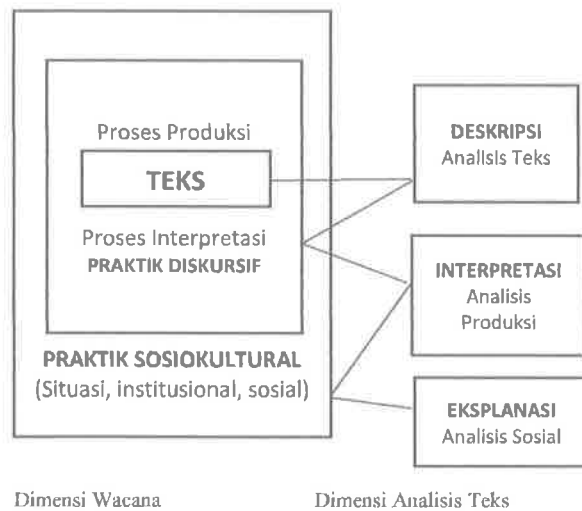 Proses Produksi
TEKS
Proses Interpretasi
PRAKTIK DISKURSIF
PRAKTIK SOSIOKULTURAL
(Situasi, institusional, sosial)
DESKRIPSI
Analisis Teks
INTERPRETASI
Analisis
Produksi
EKSPLANASI
Analisis Sosial
Dimensi Wacana
Dimensi Analisis Teks